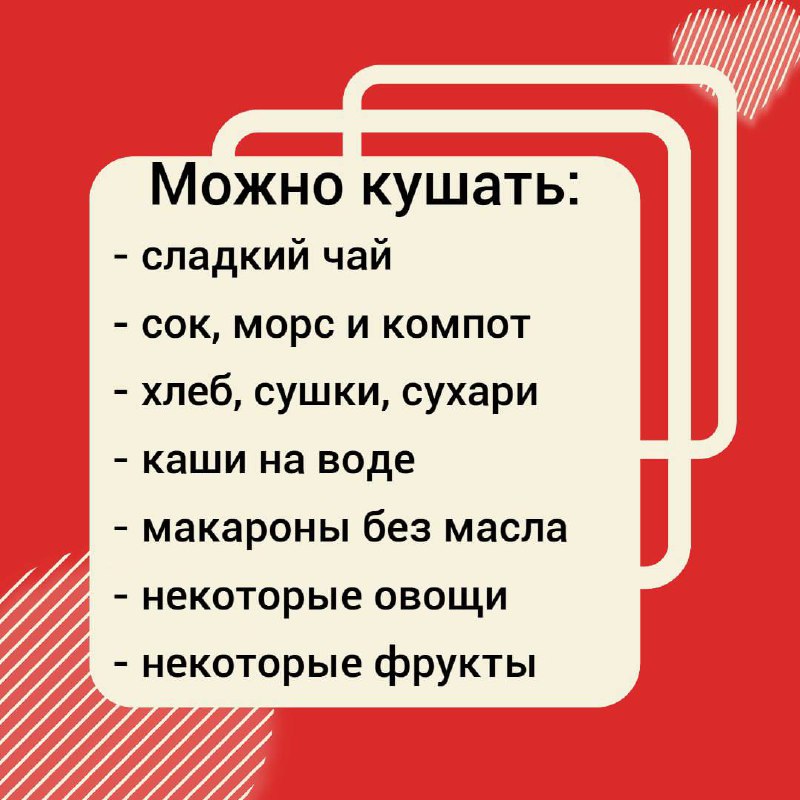 Можно кушать:
- сладкий чай
- сок, морс и компот
- хлеб, сушки, сухари
- каши на воде
- макароны без масла
- некоторые овощи
- некоторые фрукты